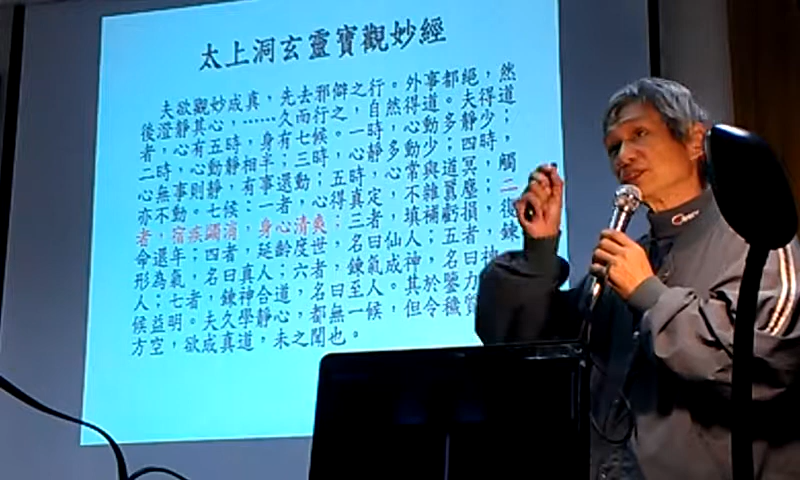 太上洞玄靈寶觀妙經
夫欲觀妙成真，先去邪僻之行。外事都絕，然
後澄靜其心，……久而行之，自然得道。夫得道
者，心有五時，身有七候。一時，心動多靜少；
二時，心動靜相半；三時，心靜多動少；四時，
心無事則靜，有事還動；五時，心常與道冥，觸
亦不動。七候：一者，心得真定，不雜囂塵；二
者，宿疾蠲消，身心清爽；三者，填補虧損，復
命還年；四者，延齡度世，名曰仙人；五者，鍊
形為氣，名曰真人；六者，鍊氣成神，名曰神
人；七者，鍊神合道，名曰至人。其於鑒力
候益明。夫久學靜心，都無一候，但令穢質
方空，欲成真道，未之聞也。